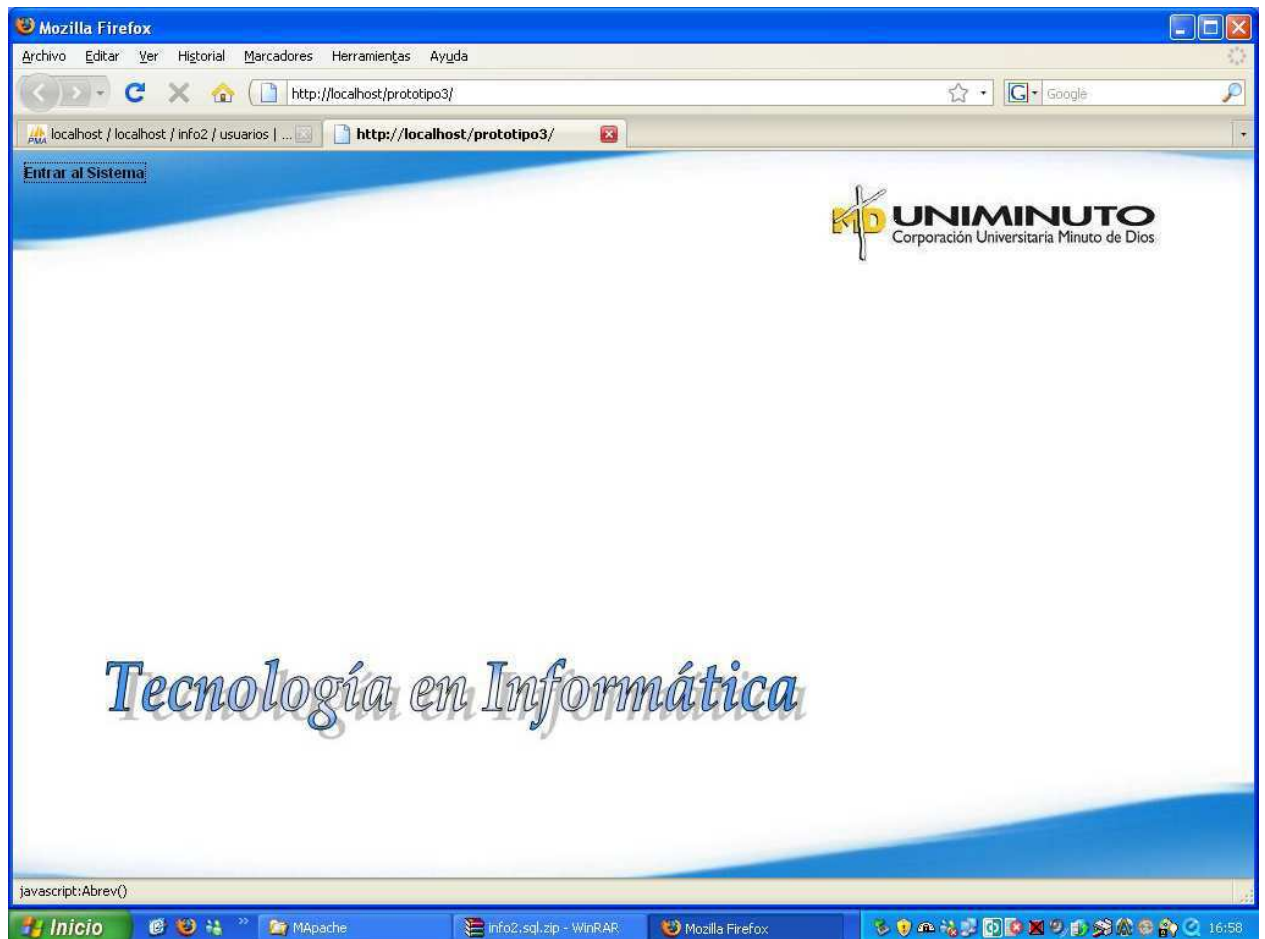 Mozilla Firefox
Archivo Editar Ver Historial Marcadores Herramientas Ayuda
http://localhost/prototipo3/
G Google
PMA localhost / localhost / info2 / usuarios | ... http://localhost/prototipo3/
Entrar al Sistema
MD UNIMINUTO
Corporación Universitaria Minuto de Dios
Tecnología en Informática
javascript:Abrev()
Inicio MApache info2.sql.zip - WinRAR Mozilla Firefox 16:58